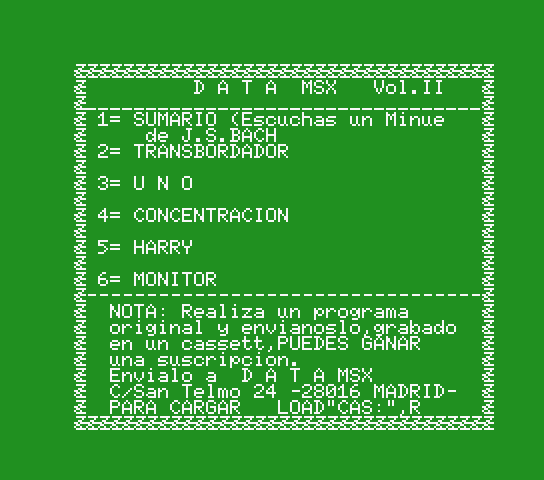 D A T A  MSX   Vol.II
1= SUMARIO (Escuchas un Minue
de J.S.BACH
2= TRANSBORDADOR
3= U N O
4= CONCENTRACION
5= HARRY
6= MONITOR
NOTA: Realiza un programa
original y envianoslo,grabado
en un cassett,PUEDES GANAR
una suscripcion.
Envialo a  D A T A MSX
C/San Telmo 24 -28016 MADRID-
PARA CARGAR   LOAD"CAS:",R